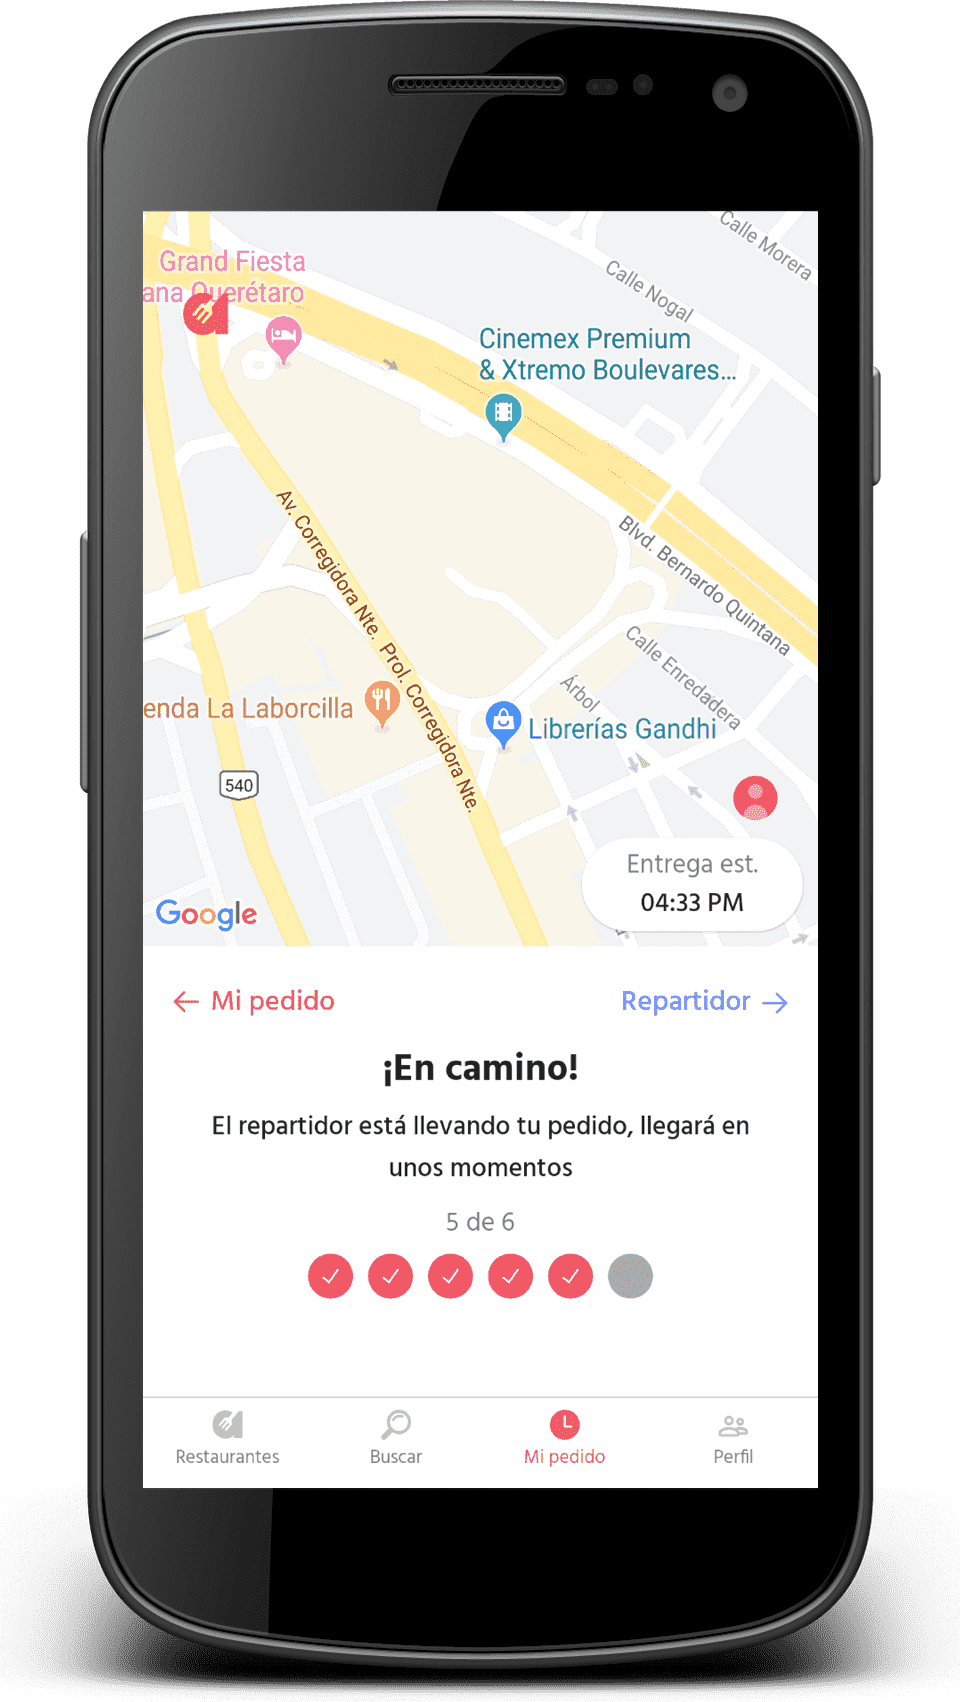 Calle Morera
Grand Fiesta
ana Querétaro
Calle Nogal
Cinemex Premium
& Xtremo Boulevares...
Av. Corregidora Nte.
Blvd. Bernardo Quintana
Prol. Corregidora Nte.
Calle Enredadera
Árbol
enda La Laborcilla
Librerías Gandhi
540
Entrega est.
04:33 PM
Google
← Mi pedido
Repartidor →
¡En camino!
El repartidor está llevando tu pedido, llegará en
unos momentos
5 de 6
Restaurantes
Buscar
Mi pedido
Perfil